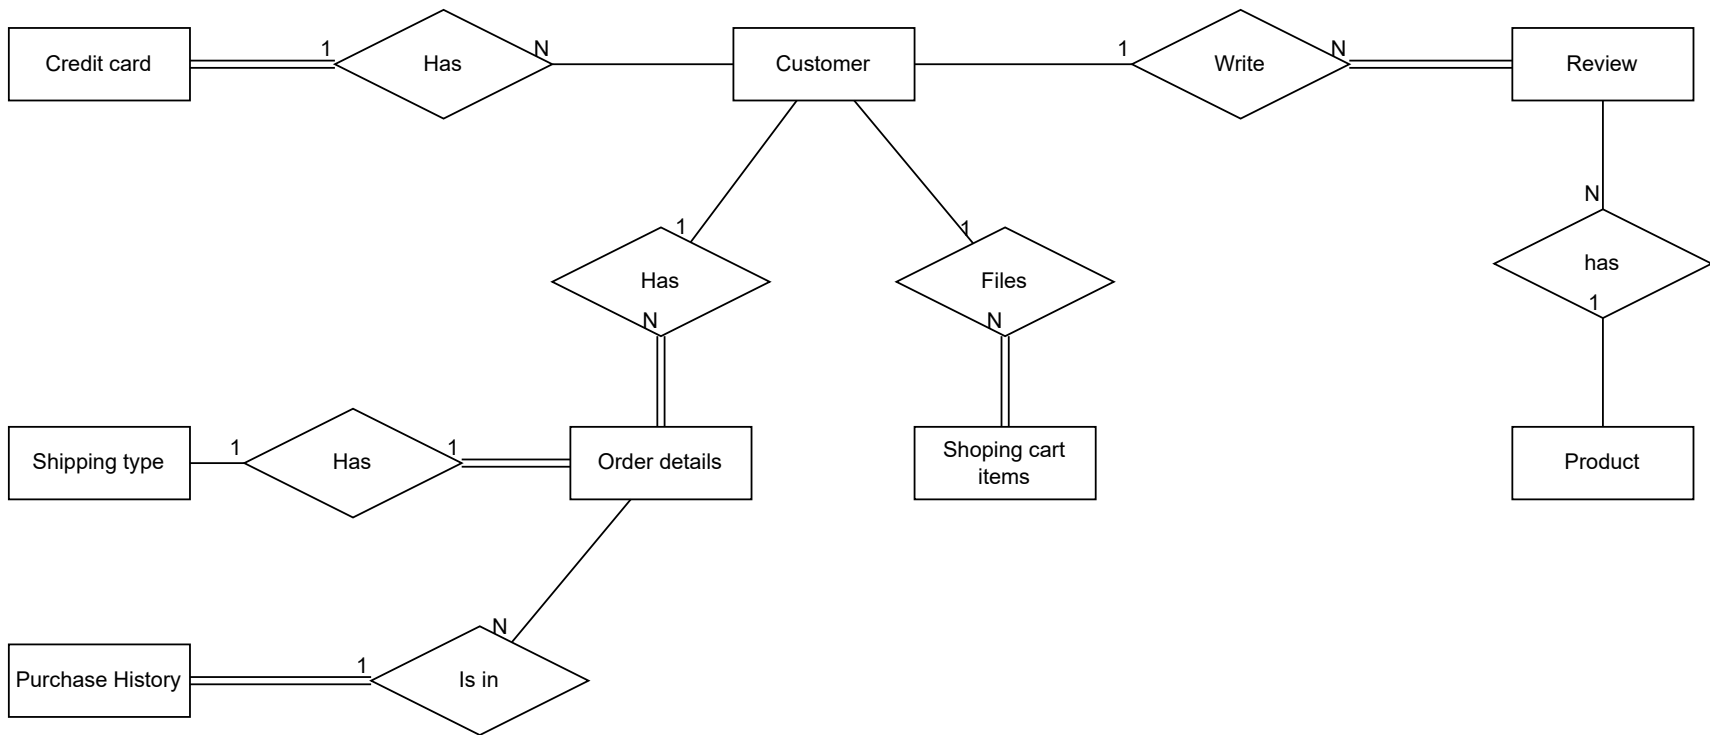 Credit card
1
Has
N
Customer
1
Write
N
Review
1
Has
N
1
Files
N
N
has
1
Shipping type
1
Has
1
Order details
Shoping cart
items
Product
Purchase History
1
Is in
N